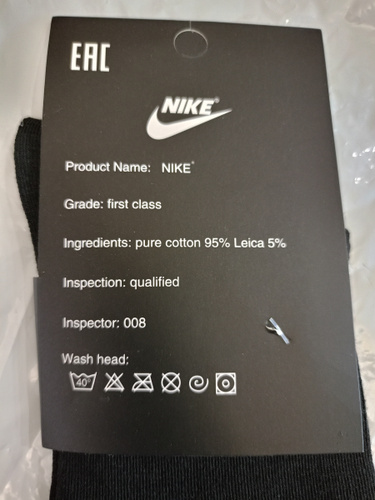 EAC
NIKE
Product Name: NIKE
Grade: first class
Ingredients: pure cotton 95% Leica 5%
Inspection: qualified
Inspector: 008
Wash head:
40°